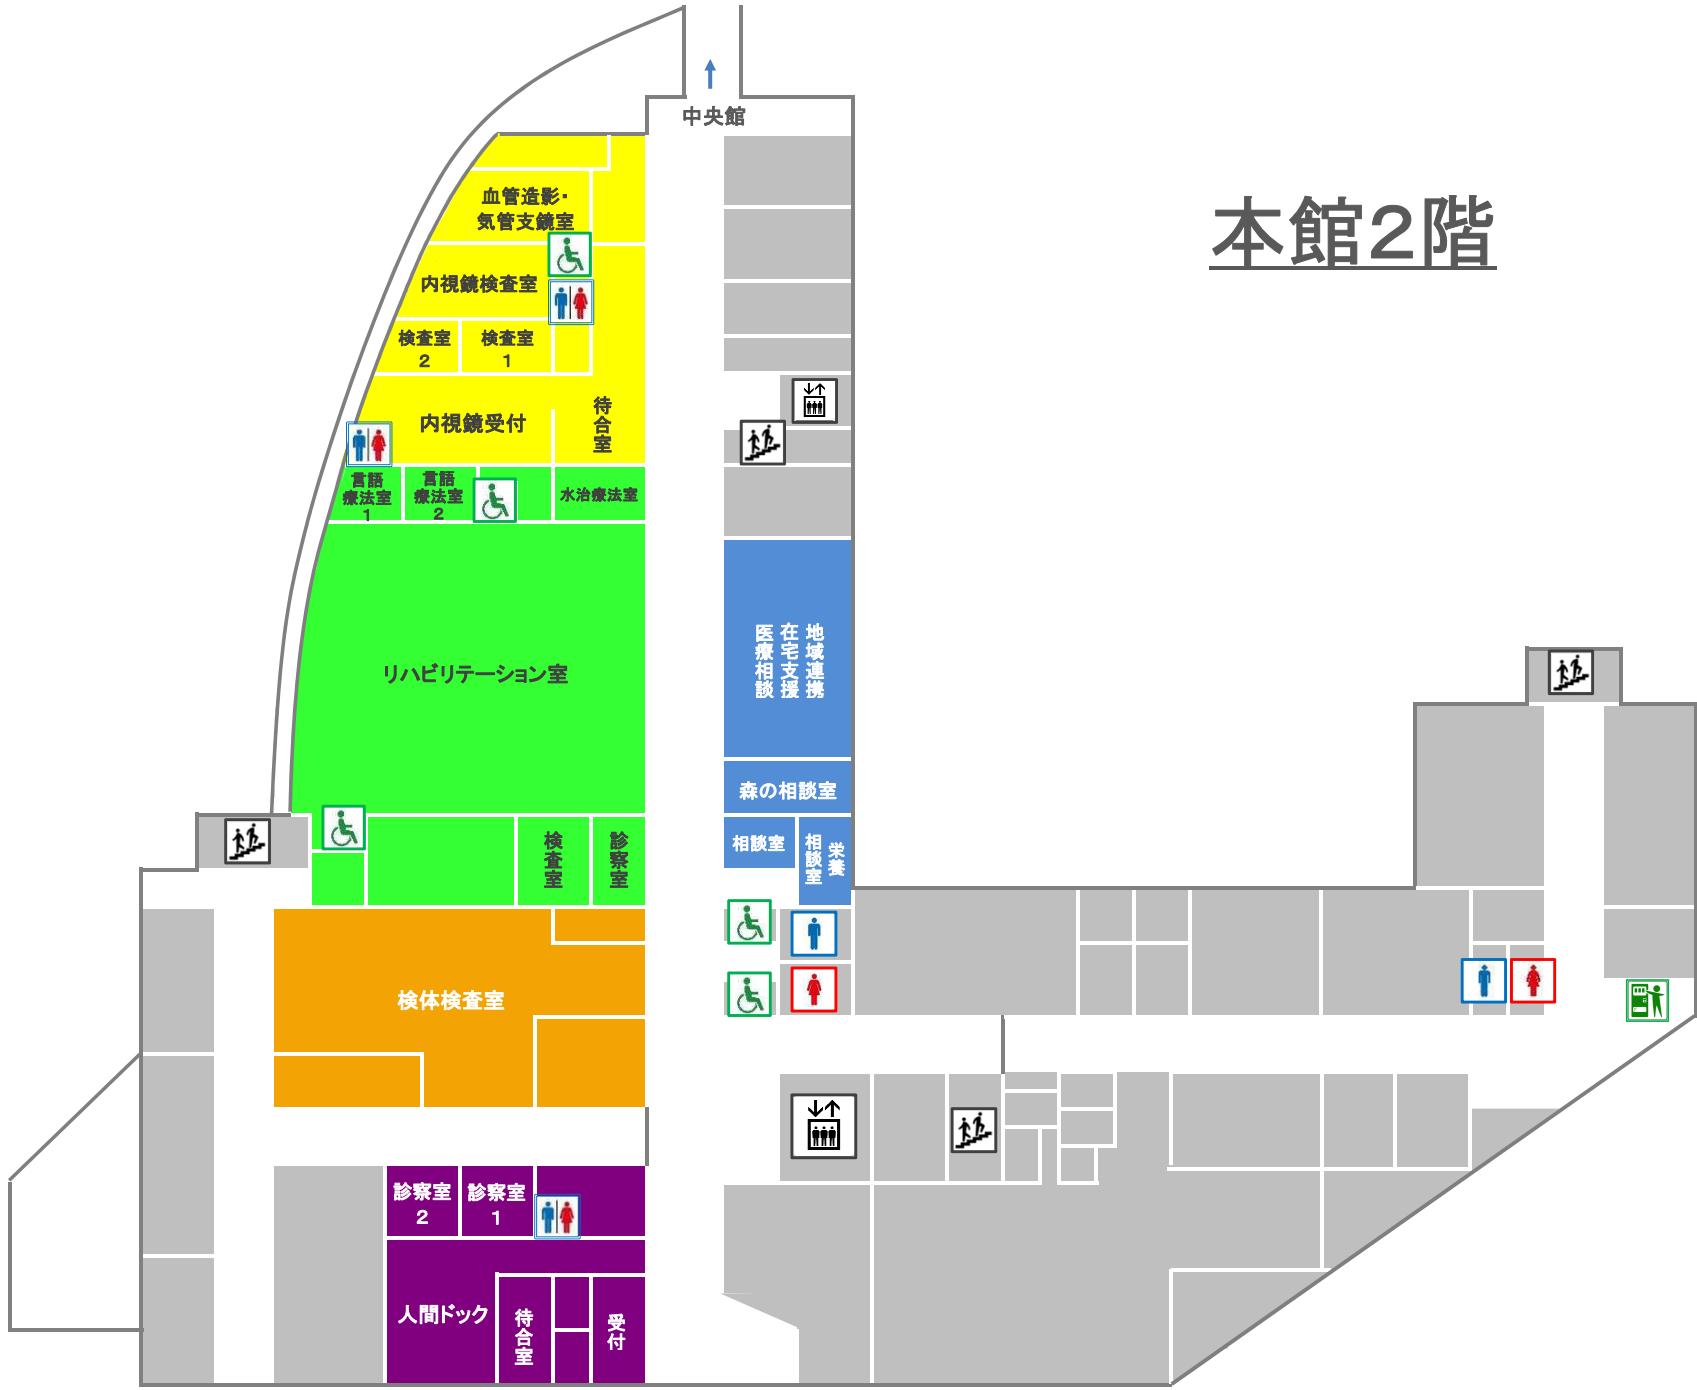 中央館
本館2階
血管造影・
気管支鏡室
内視鏡検査室
検査室
2
検査室
1
内視鏡受付
待合室
言語
療法室
1
言語
療法室
2
水治療法室
リハビリテーション室
地域連携
在宅支援
医療相談
森の相談室
相談室
栄養
相談室
検査室
診察室
検体検査室
診察室
2
診察室
1
人間ドック
待合室
受付